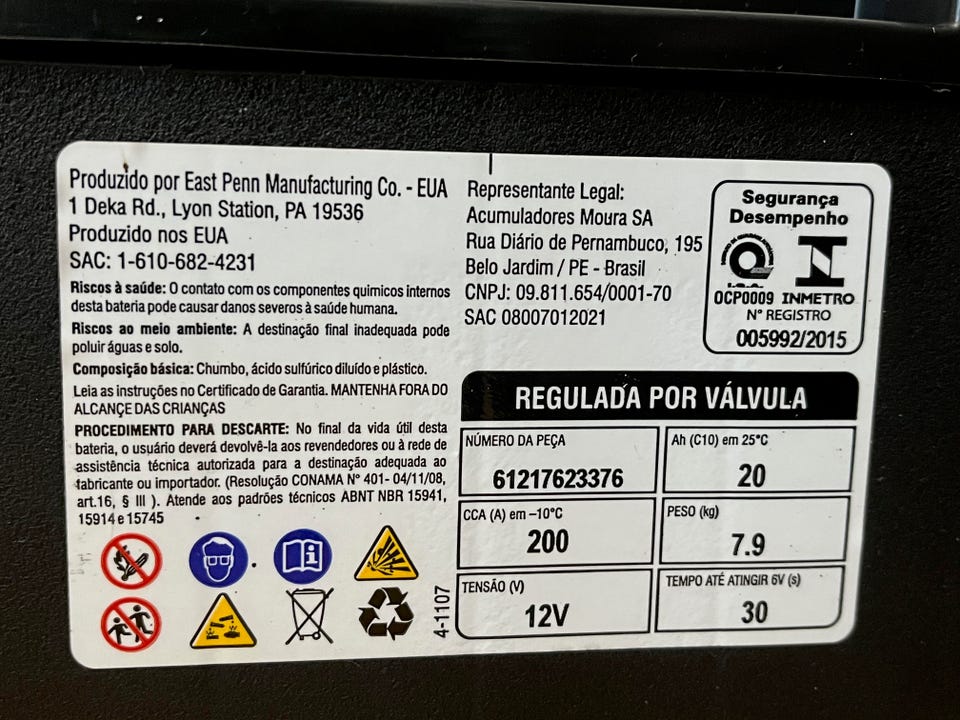 Produzido por East Penn Manufacturing Co. - EUA
1 Deka Rd., Lyon Station, PA 19536
Produzido nos EUA
SAC: 1-610-682-4231
Riscos à saúde: O contato com os componentes quimicos internos
desta bateria pode causar danos severos à saúde humana.
Riscos ao meio ambiente: A destinação final inadequada pode
poluir águas e solo.
Composição básica: Chumbo, ácido sulfúrico diluído e plástico.
Leia as instruções no Certificado de Garantia. MANTENHA FORA DO
ALCANÇE DAS CRIANÇAS
PROCEDIMENTO PARA DESCARTE: No final da vida útil desta
bateria, o usuário deverá devolvê-la aos revendedores ou à rede de
assistência técnica autorizada para a destinação adequada ao
fabricante ou importador. (Resolução CONAMA N° 401- 04/11/08,
art.16, § III ). Atende aos padrões técnicos ABNT NBR 15941,
15914 e 15745
4-1107
Representante Legal:
Acumuladores Moura SA
Rua Diário de Pernambuco, 195
Belo Jardim / PE - Brasil
CNPJ: 09.811.654/0001-70
SAC 08007012021
Segurança
Desempenho
OCP0009 INMETRO
N° REGISTRO
005992/2015
REGULADA POR VÁLVULA
NÚMERO DA PEÇA
61217623376
Ah (C10) em 25°C
20
CCA (A) em -10°C
200
PESO (kg)
7.9
TENSÃO (V)
12V
TEMPO ATÉ ATINGIR 6V (s)
30